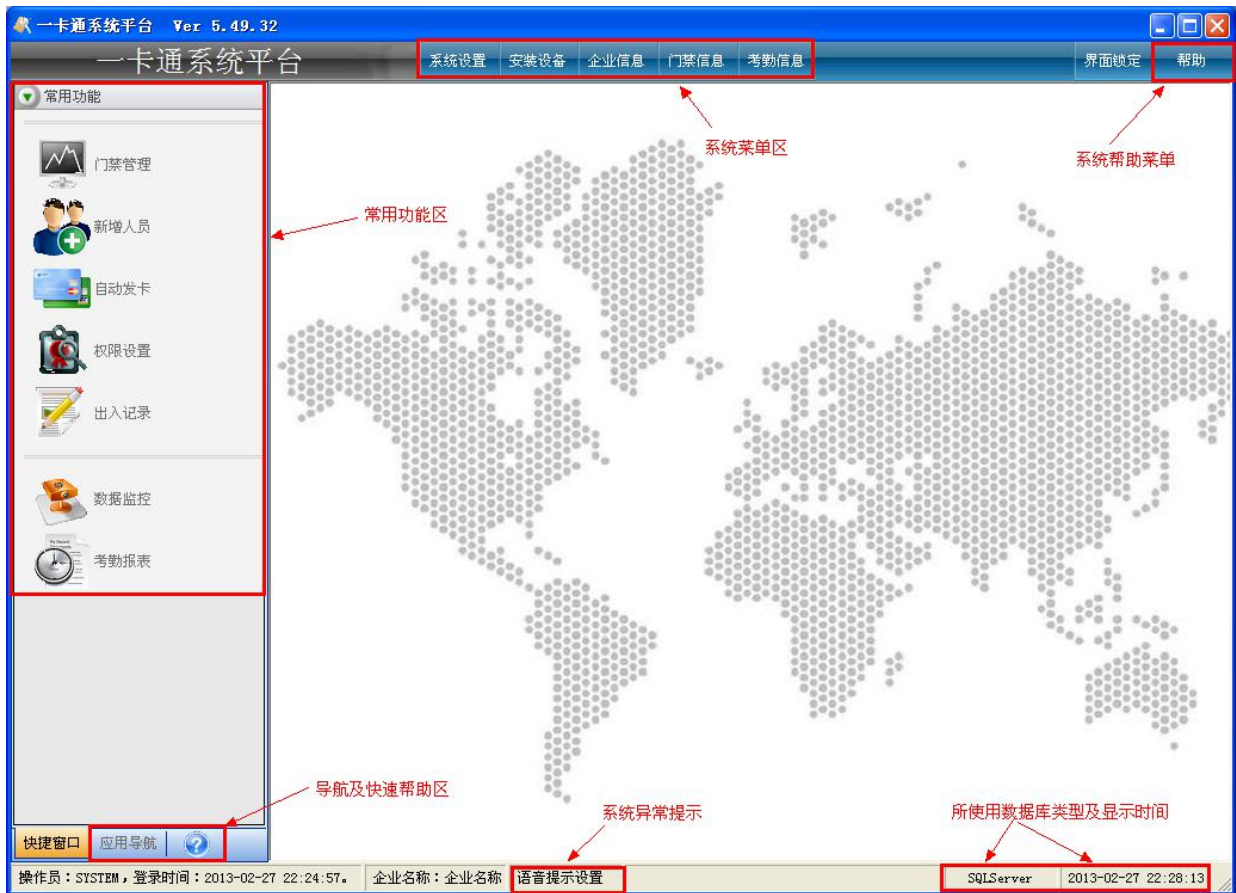 一卡通系统平台 Ver 5.49.32
一卡通系统平台
系统设置 安装设备 企业信息 门禁信息 考勤信息 界面锁定 帮助
常用功能
系统菜单区
系统帮助菜单
门禁管理
常用功能区
新增人员
自动发卡
权限设置
出入记录
数据监控
考勤报表
导航及快速帮助区
系统异常提示
所使用数据库类型及显示时间
快捷窗口 应用导航
操作员：SYSTEM，登录时间：2013-02-27 22:24:57。 企业名称：企业名称 语音提示设置 SQLServer 2013-02-27 22:28:13